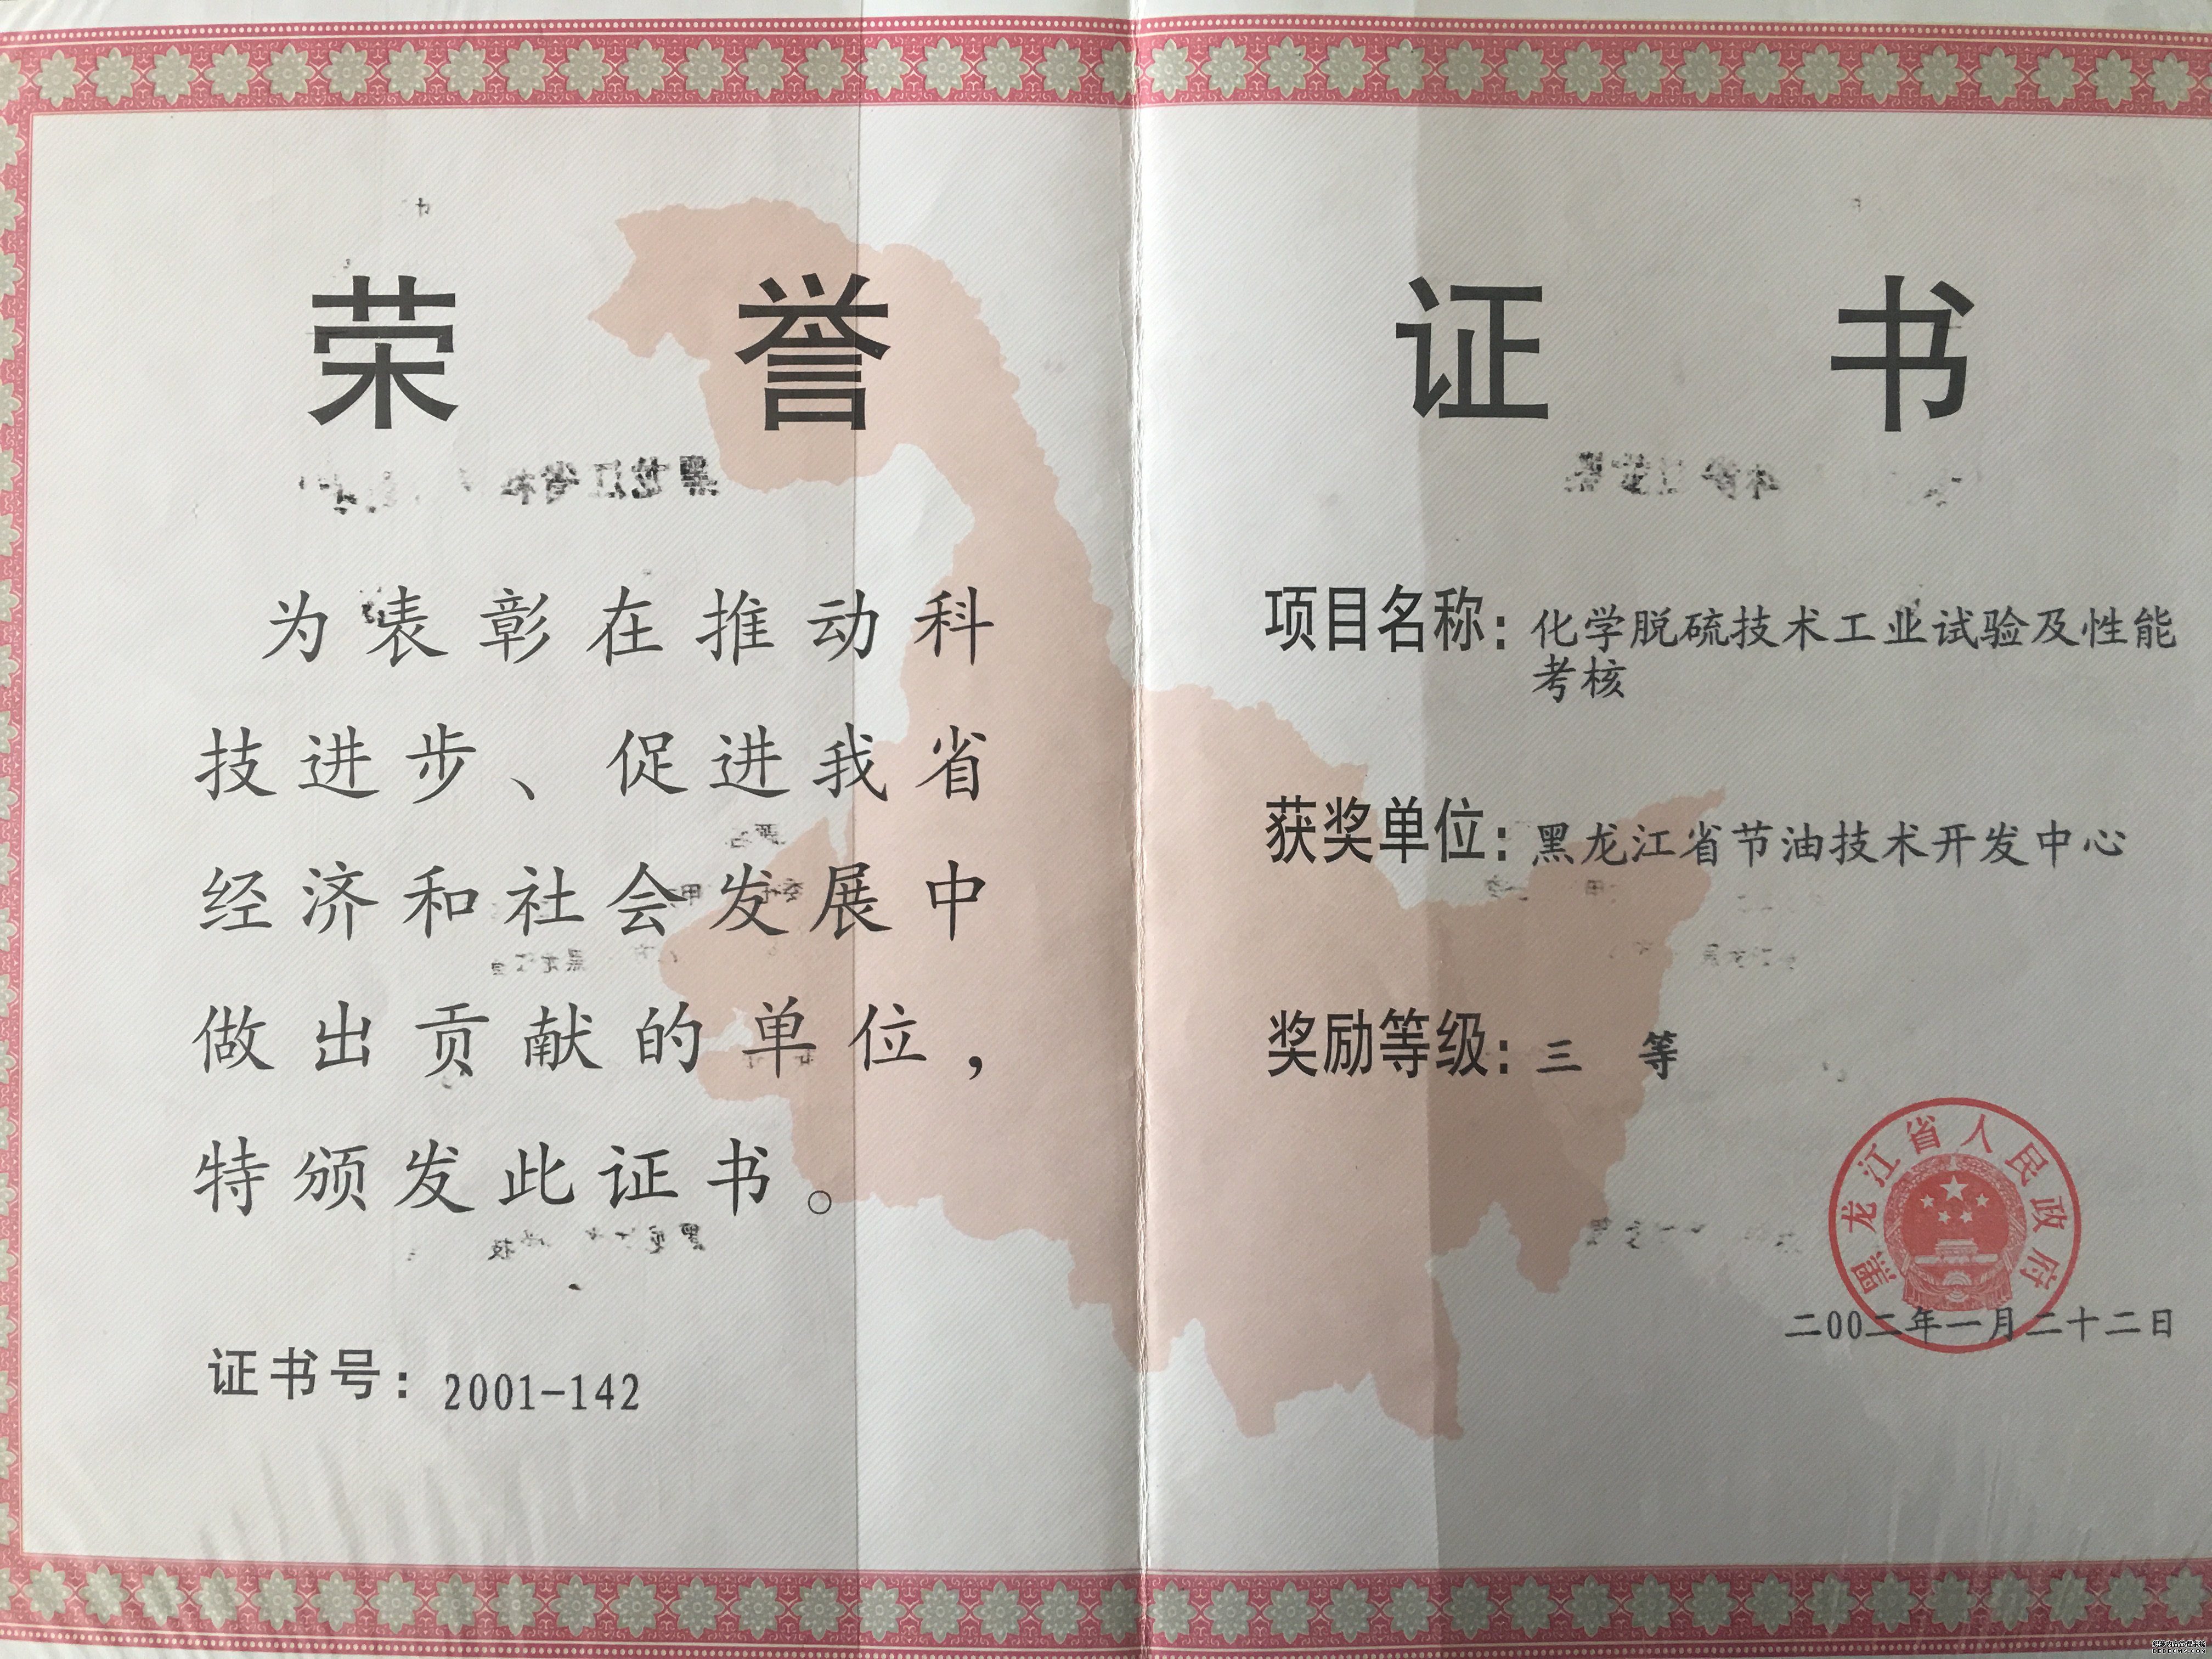 荣誉证书
为表彰在推动科
技进步、促进我省
经济和社会发展中
做出贡献的单位，
特颁发此证书。
证书号：2001-142
项目名称：化学脱硫技术工业试验及性能
考核
获奖单位：黑龙江省节油技术开发中心
奖励等级：三 等
黑龙江省人民政府
二00二年一月二十二日